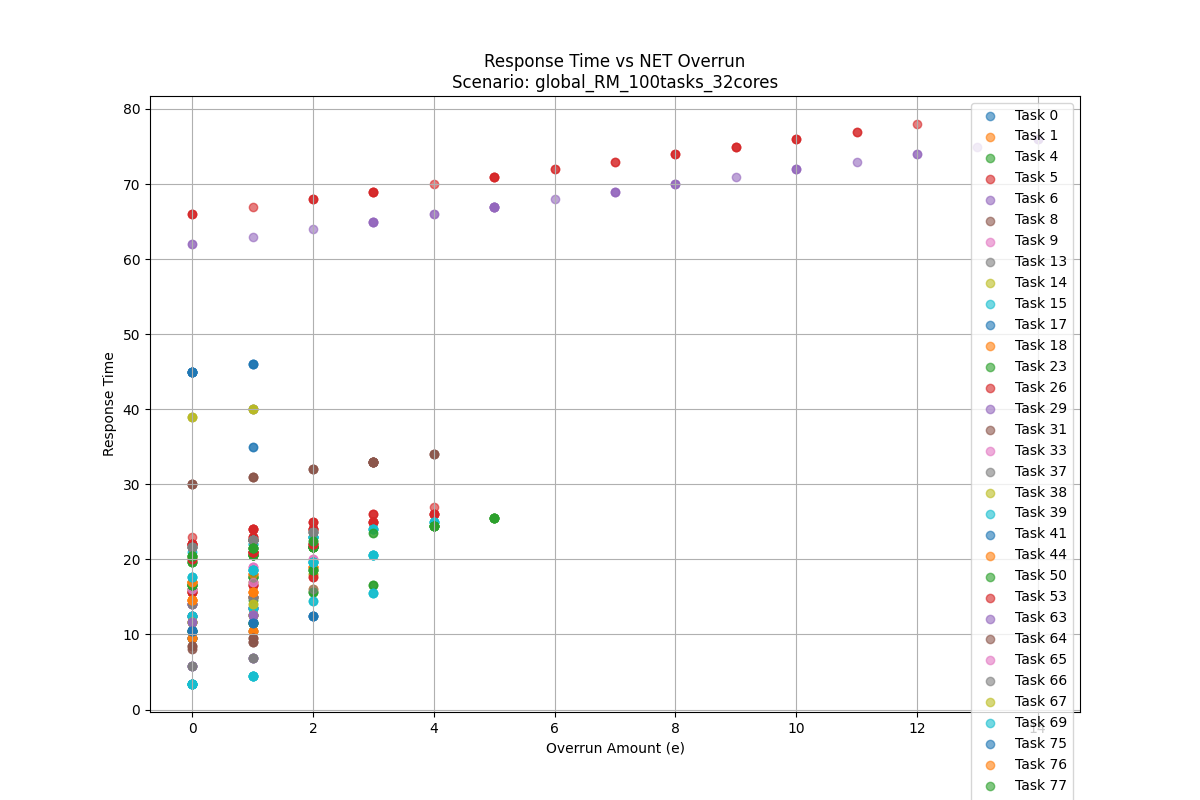 Response Time vs NET Overrun
Scenario: global_RM_100tasks_32cores
80
70
60
50
40
30
20
10
0
Response Time
0 2 4 6 8 10 12 14
Overrun Amount (e)
Task 0
Task 1
Task 4
Task 5
Task 6
Task 8
Task 9
Task 13
Task 14
Task 15
Task 17
Task 18
Task 23
Task 26
Task 29
Task 31
Task 33
Task 37
Task 38
Task 39
Task 41
Task 44
Task 50
Task 53
Task 63
Task 64
Task 65
Task 66
Task 67
Task 69
Task 75
Task 76
Task 77